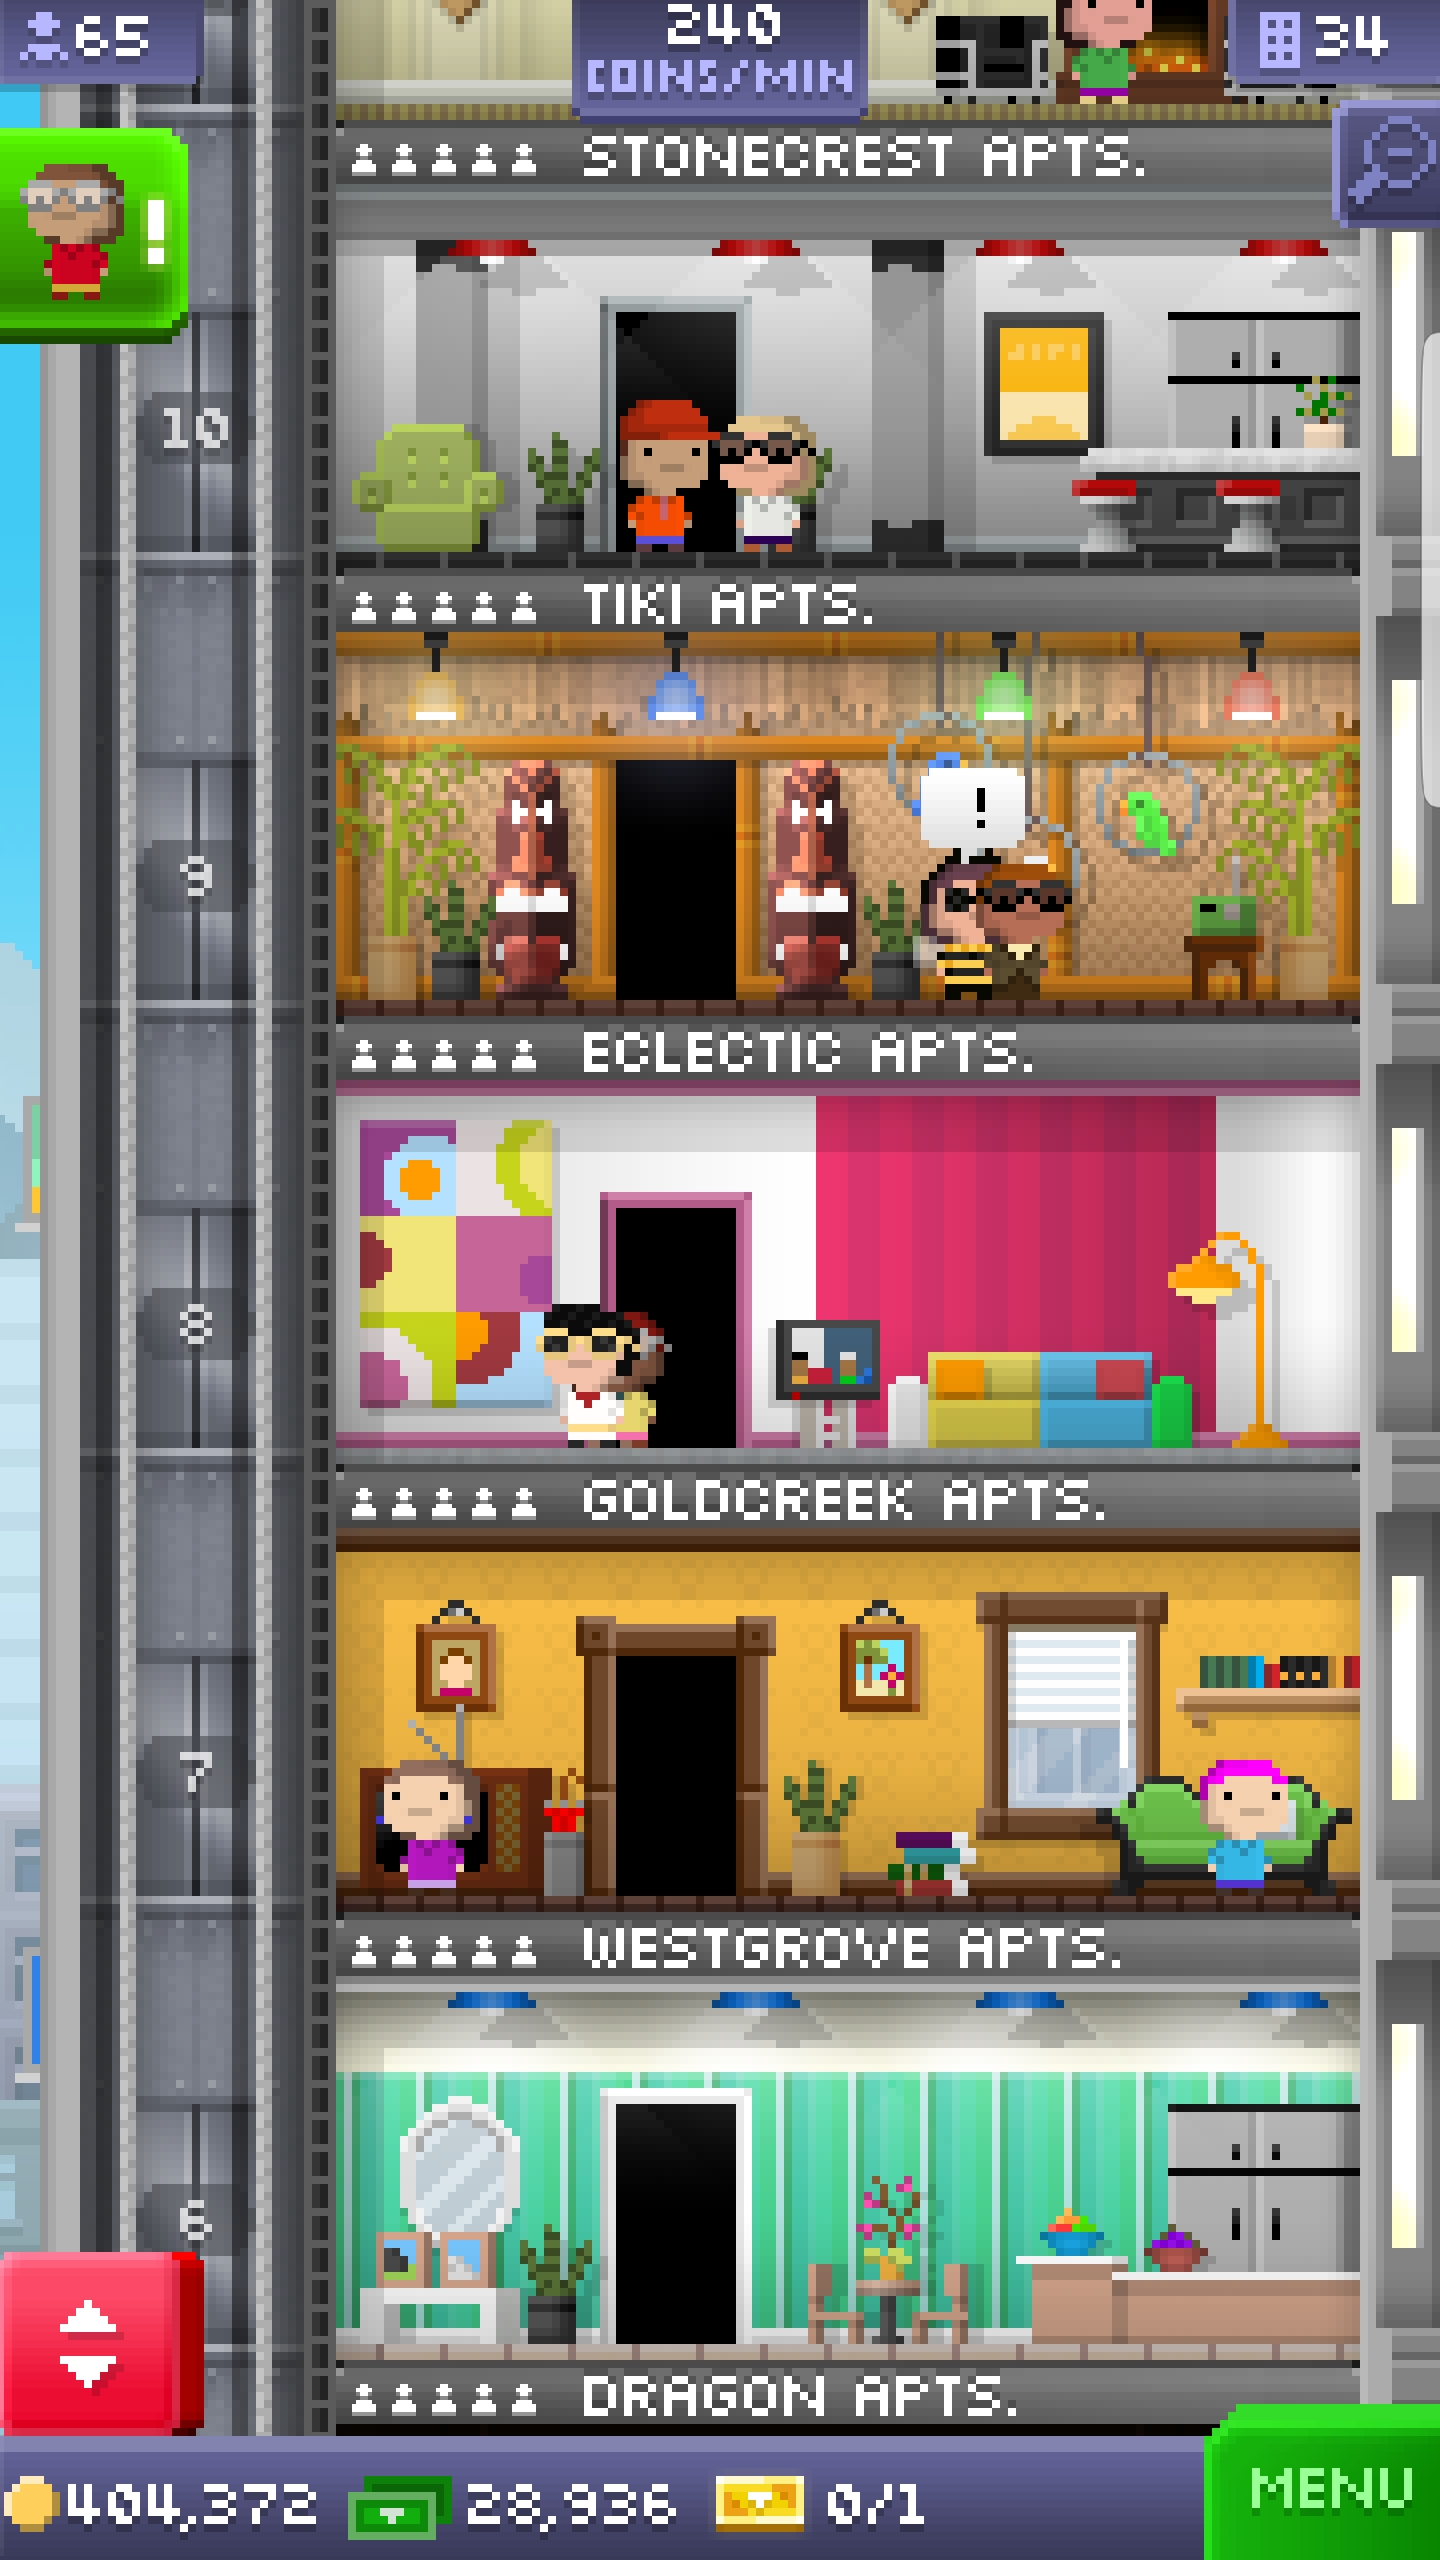 65
240
COINS/MIN
34
!
STONECREST APTS.
10
TIKI APTS.
9
!
ECLECTIC APTS.
8
GOLDCREEK APTS.
7
WESTGROVE APTS.
6
DRAGON APTS.
404,372
28,936
0/1
MENU